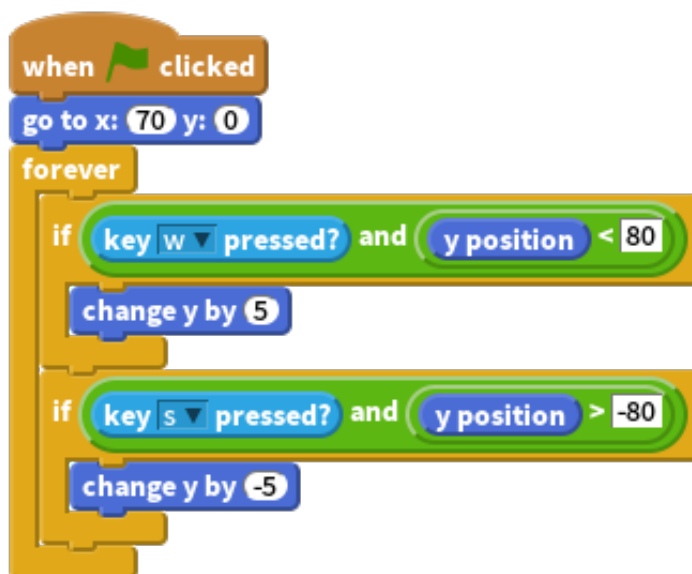 when clicked
go to x: 70 y: 0
forever
if key w pressed? and y position < 80
change y by 5
if key s pressed? and y position > -80
change y by -5